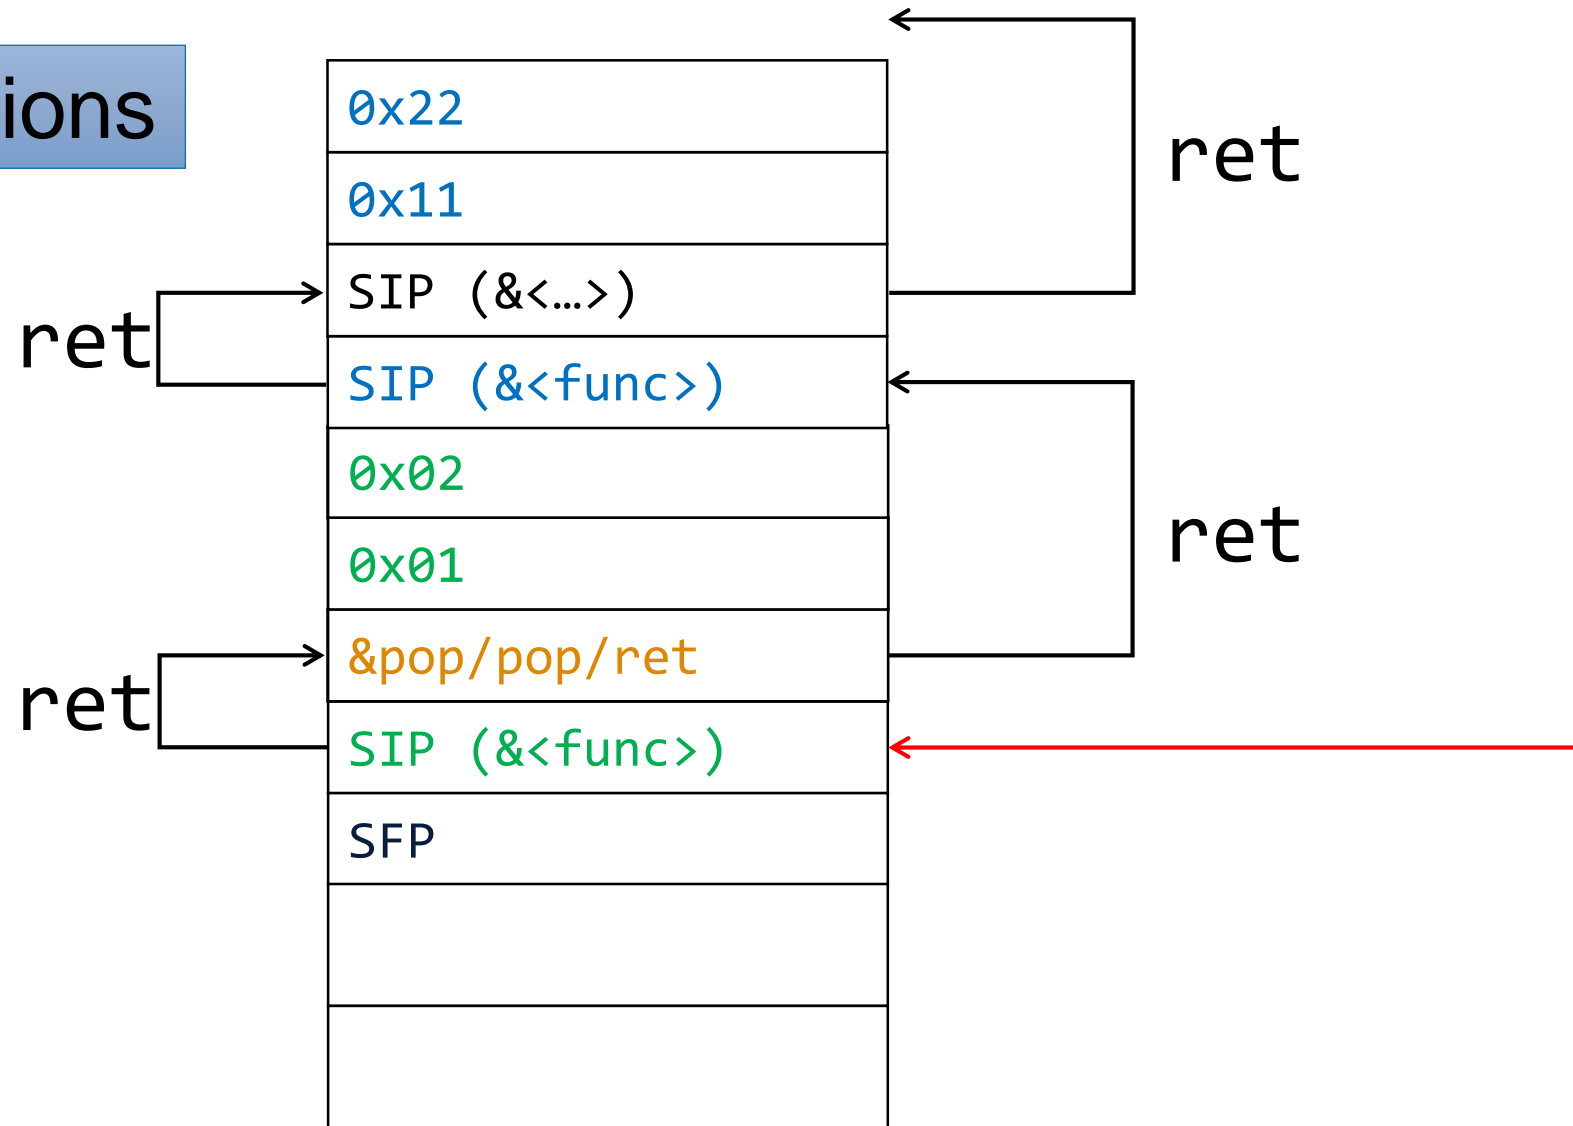 ions
0x22
ret
0x11
SIP (&<…>)
ret
SIP (&<func>)
0x02
ret
0x01
&pop/pop/ret
ret
SIP (&<func>)
SFP